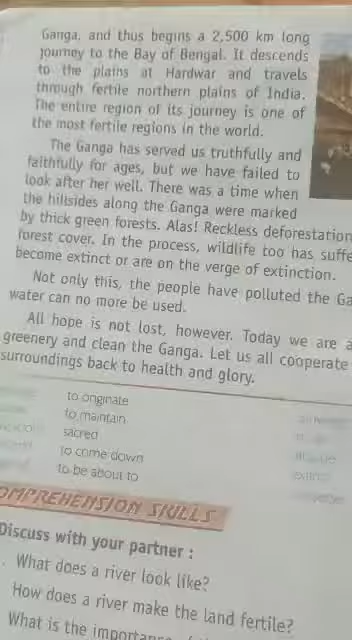 Ganga, and thus begins a 2,500 km long
journey to the Bay of Bengal. It descends
to the plains at Hardwar and travels
through fertile northern plains of India.
The entire region of its journey is one of
the most fertile regions in the world.
The Ganga has served us truthfully and
faithfully for ages, but we have failed to
look after her well. There was a time when
the hillsides along the Ganga were marked
by thick green forests. Alas! Reckless deforestation
forest cover. In the process, wildlife too has suffe
become extinct or are on the verge of extinction.
Not only this, the people have polluted the Ga
water can no more be used.
All hope is not lost, however. Today we are a
greenery and clean the Ganga. Let us all cooperate
surroundings back to health and glory.
to originate
to maintain
sacred
to come down
to be about to
OMPREHENSION SKILLS
Discuss with your partner :
What does a river look like?
How does a river make the land fertile?
What is the importance